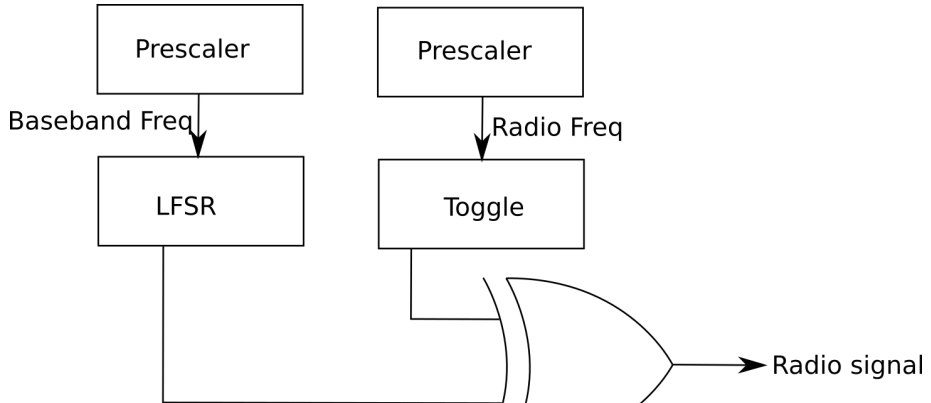 Prescaler
Prescaler
Baseband Freq
Radio Freq
LFSR
Toggle
Radio signal